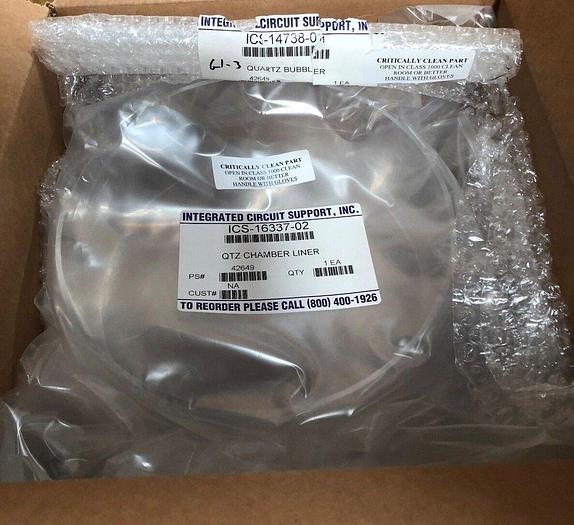 INTEGRATED CIRCUIT SUPPORT, IN
ICS-14738-01
61-3 QUARTZ BUBBLER
42649 1 EA
CRITICALLY CLEAN PART
OPEN IN CLASS 1000 CLEAN
ROOM OR BETTER
HANDLE WITH GLOVES
CRITICALLY CLEAN PART
OPEN IN CLASS 1000 CLEAN
ROOM OR BETTER
HANDLE WITH GLOVES
INTEGRATED CIRCUIT SUPPORT, INC.
ICS-16337-02
QTZ CHAMBER LINER
42649 1 EA
PS# QTY
NA
CUST#
TO REORDER PLEASE CALL (800) 400-1926